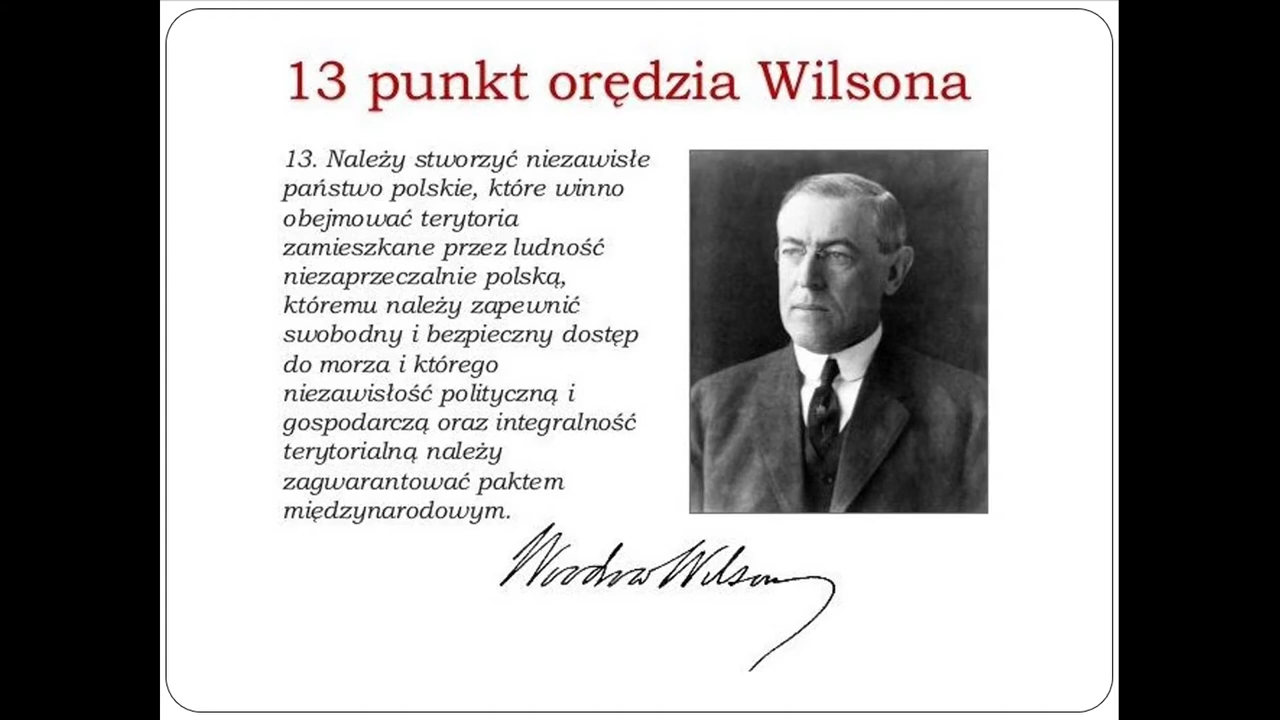 13 punkt orędzia Wilsona
13. Należy stworzyć niezawisłe
państwo polskie, które winno
obejmować terytoria
zamieszkane przez ludność
niezaprzeczalnie polską,
któremu należy zapewnić
swobodny i bezpieczny dostęp
do morza i którego
niezawisłość polityczną i
gospodarczą oraz integralność
terytorialną należy
zagwarantować paktem
międzynarodowym.
Woodrow Wilson